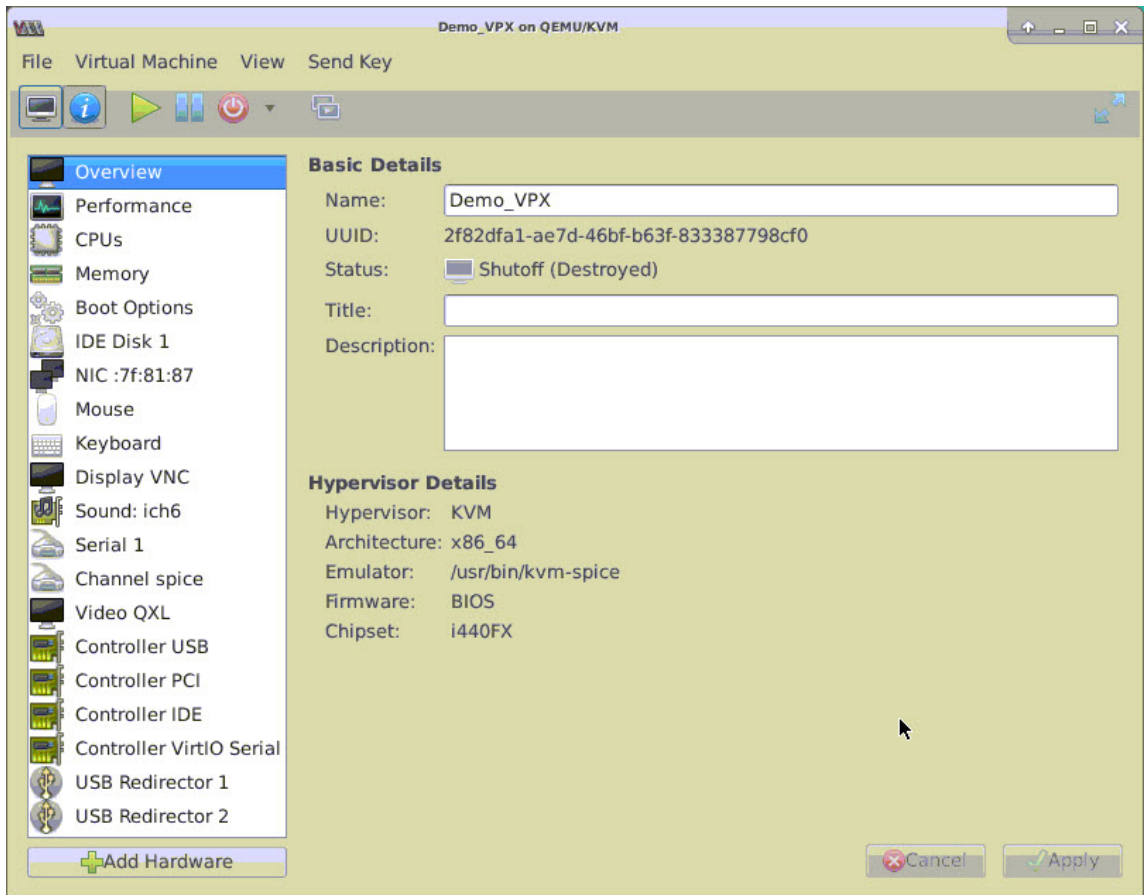 Demo_VPX on QEMU/KVM
File Virtual Machine View Send Key
Overview
Performance
CPUs
Memory
Boot Options
IDE Disk 1
NIC :7f:81:87
Mouse
Keyboard
Display VNC
Sound: ich6
Serial 1
Channel spice
Video QXL
Controller USB
Controller PCI
Controller IDE
Controller VirtIO Serial
USB Redirector 1
USB Redirector 2
Add Hardware
Basic Details
Name: Demo_VPX
UUID: 2f82dfa1-ae7d-46bf-b63f-833387798cf0
Status: Shutoff (Destroyed)
Title:
Description:
Hypervisor Details
Hypervisor: KVM
Architecture: x86_64
Emulator: /usr/bin/kvm-spice
Firmware: BIOS
Chipset: i440FX
Cancel Apply